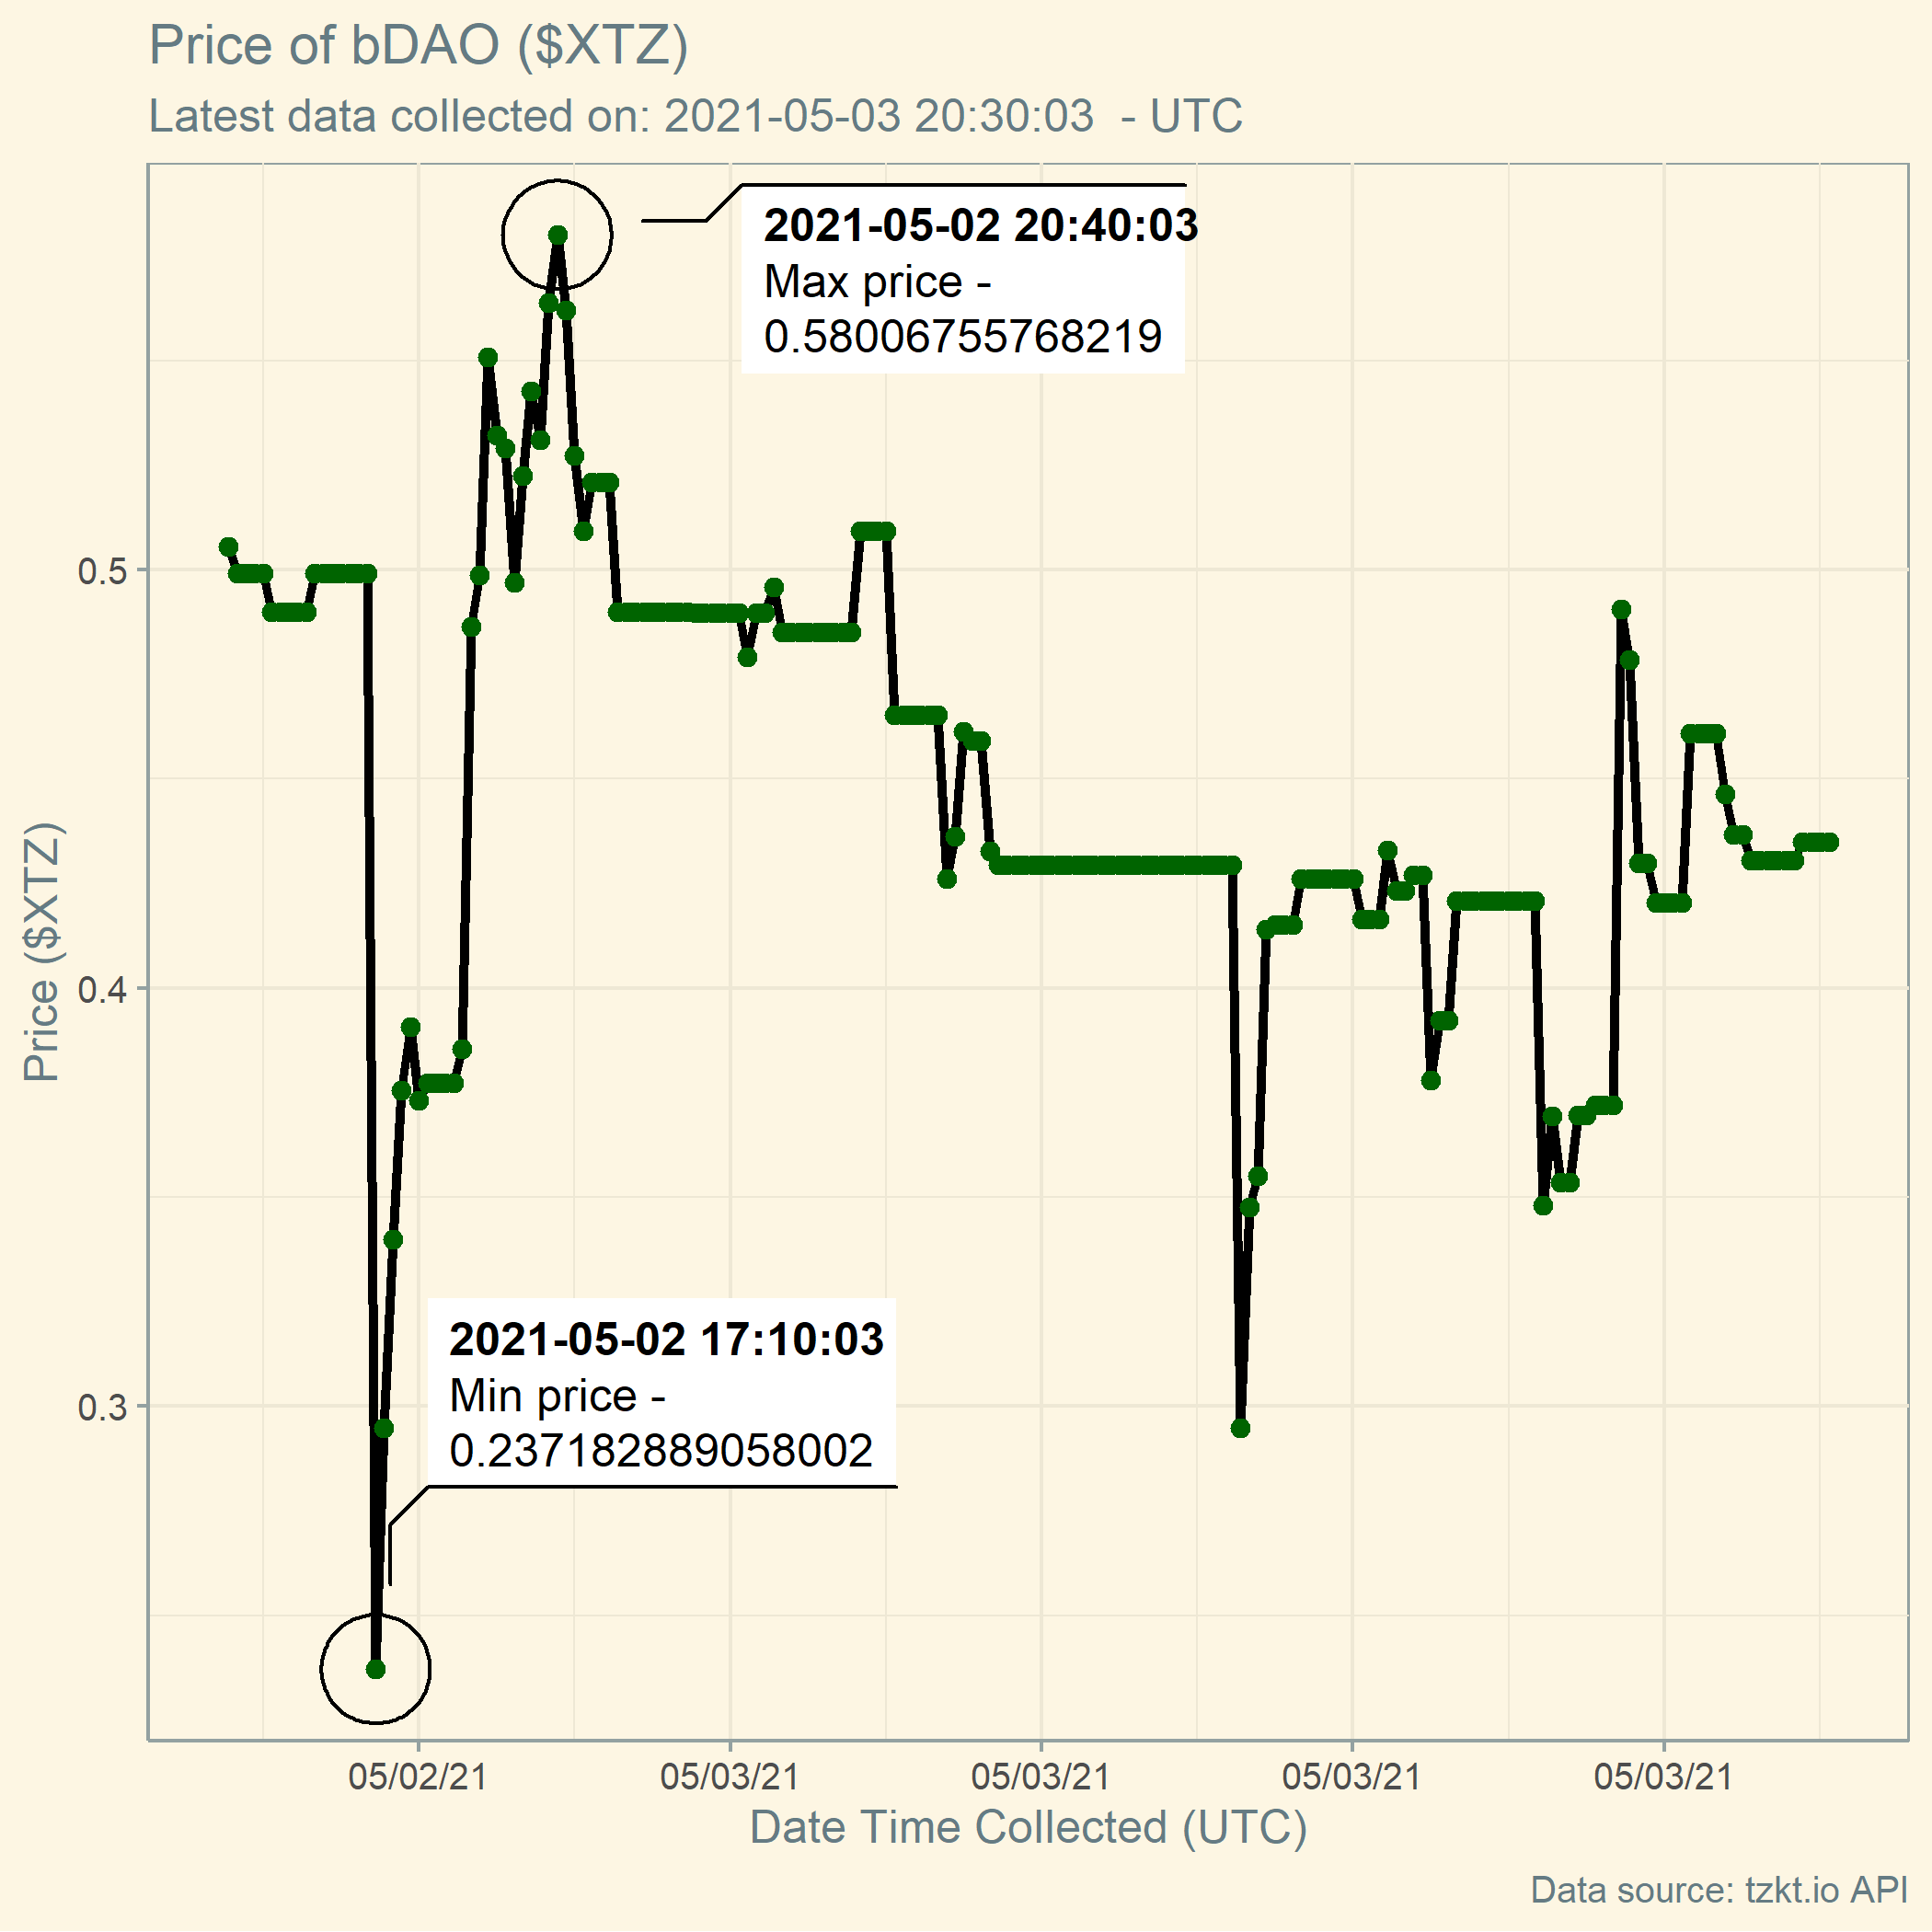 Price of bDAO ($XTZ)
Latest data collected on: 2021-05-03 20:30:03  - UTC
2021-05-02 20:40:03
Max price -
0.58006755768219
0.5
0.4
0.3
Price ($XTZ)
2021-05-02 17:10:03
Min price -
0.237182889058002
05/02/21
05/03/21
05/03/21
05/03/21
05/03/21
Date Time Collected (UTC)
Data source: tzkt.io API